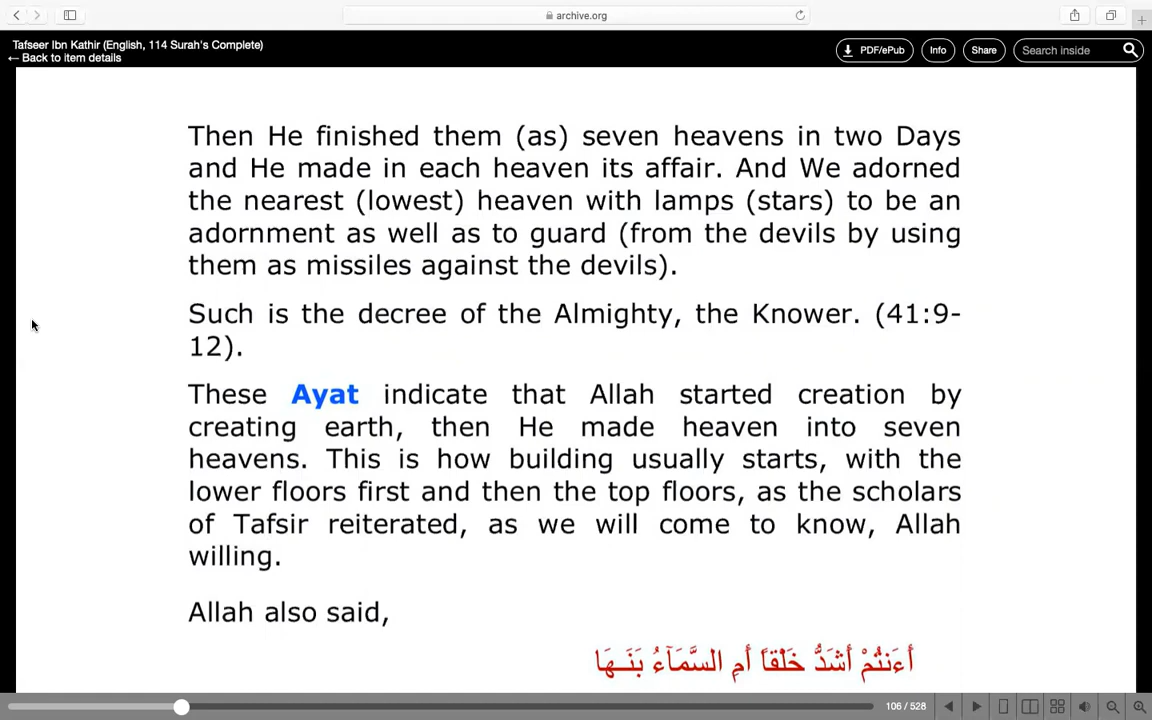 archive.org
Tafseer Ibn Kathir (English, 114 Surah's Complete)
← Back to item details
PDF/ePub
Info
Share
Search inside
Then He finished them (as) seven heavens in two Days
and He made in each heaven its affair. And We adorned
the nearest (lowest) heaven with lamps (stars) to be an
adornment as well as to guard (from the devils by using
them as missiles against the devils).
Such is the decree of the Almighty, the Knower. (41:9-
12).
These Ayat indicate that Allah started creation by
creating earth, then He made heaven into seven
heavens. This is how building usually starts, with the
lower floors first and then the top floors, as the scholars
of Tafsir reiterated, as we will come to know, Allah
willing.
Allah also said,
أَءَنتُمْ أَشَدُّ خَلْقاً أَمِ السَّمَآءُ بَنَـهَا
106 / 528